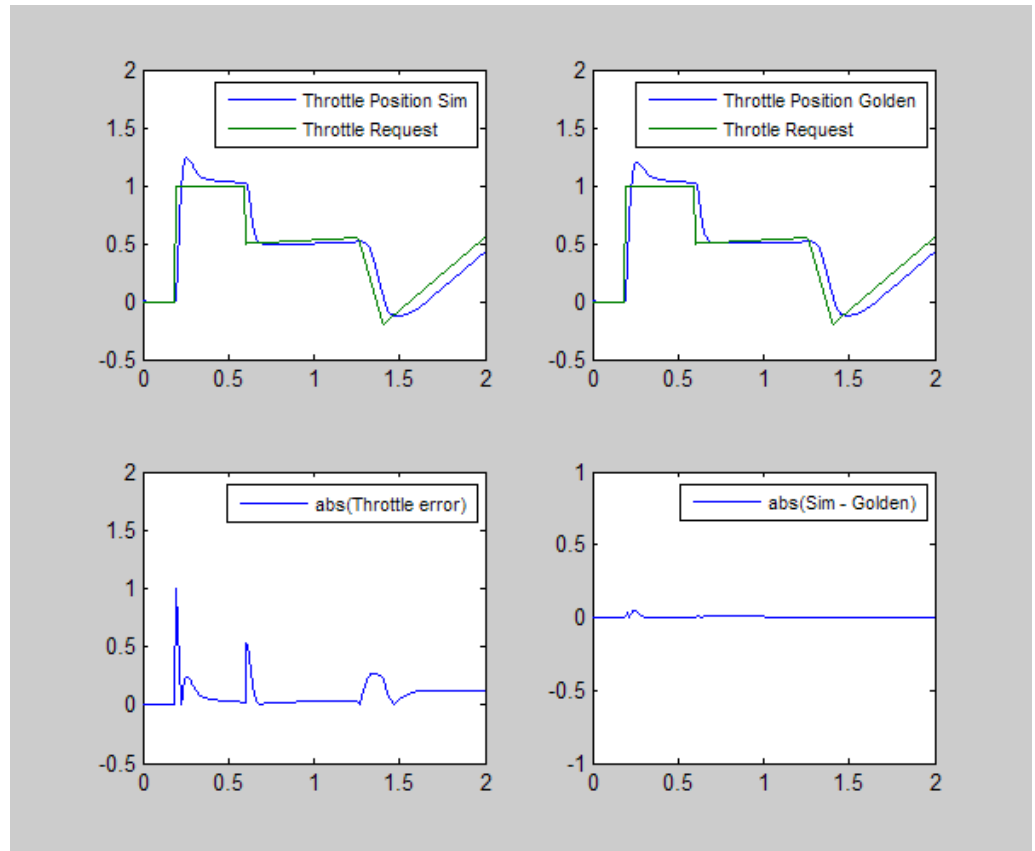 2
1.5
1
0.5
0
-0.5
0 0.5 1 1.5 2
Throttle Position Sim
Throttle Request
2
1.5
1
0.5
0
-0.5
0 0.5 1 1.5 2
Throttle Position Golden
Throtle Request
2
1.5
1
0.5
0
-0.5
0 0.5 1 1.5 2
abs(Throttle error)
1
0.5
0
-0.5
-1
0 0.5 1 1.5 2
abs(Sim - Golden)